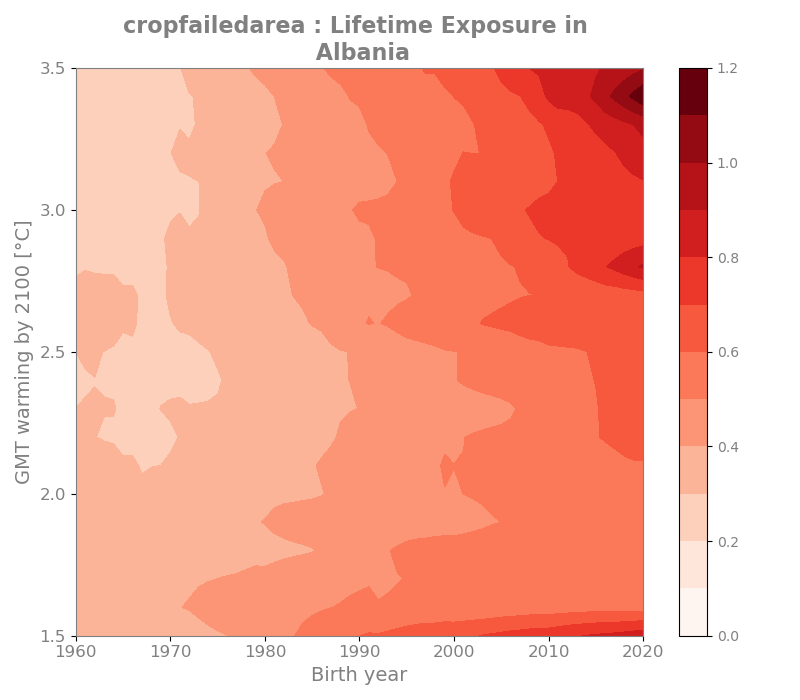 cropfailedarea : Lifetime Exposure in
Albania
GMT warming by 2100 [°C]
3.5
3.0
2.5
2.0
1.5
1960 1970 1980 1990 2000 2010 2020
Birth year
1.2
1.0
0.8
0.6
0.4
0.2
0.0